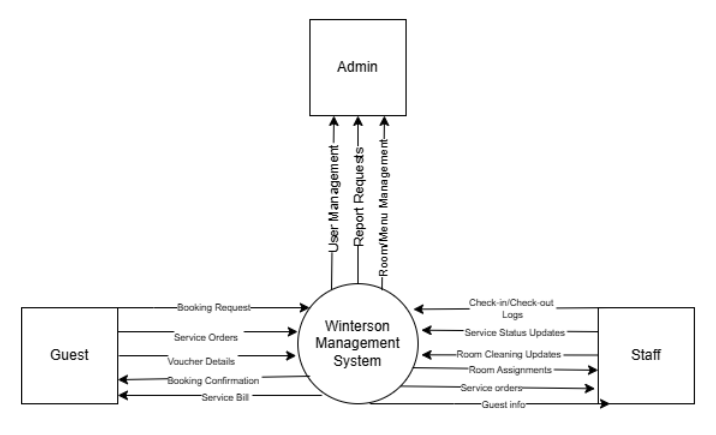 Admin
User Management
Report Requests
Room/Menu Management
Booking Request
Service Orders
Voucher Details
Booking Confirmation
Service Bill
Guest
Winterson
Management
System
Check-in/Check-out
Logs
Service Status Updates
Room Cleaning Updates
Room Assignments
Service orders
Guest info
Staff